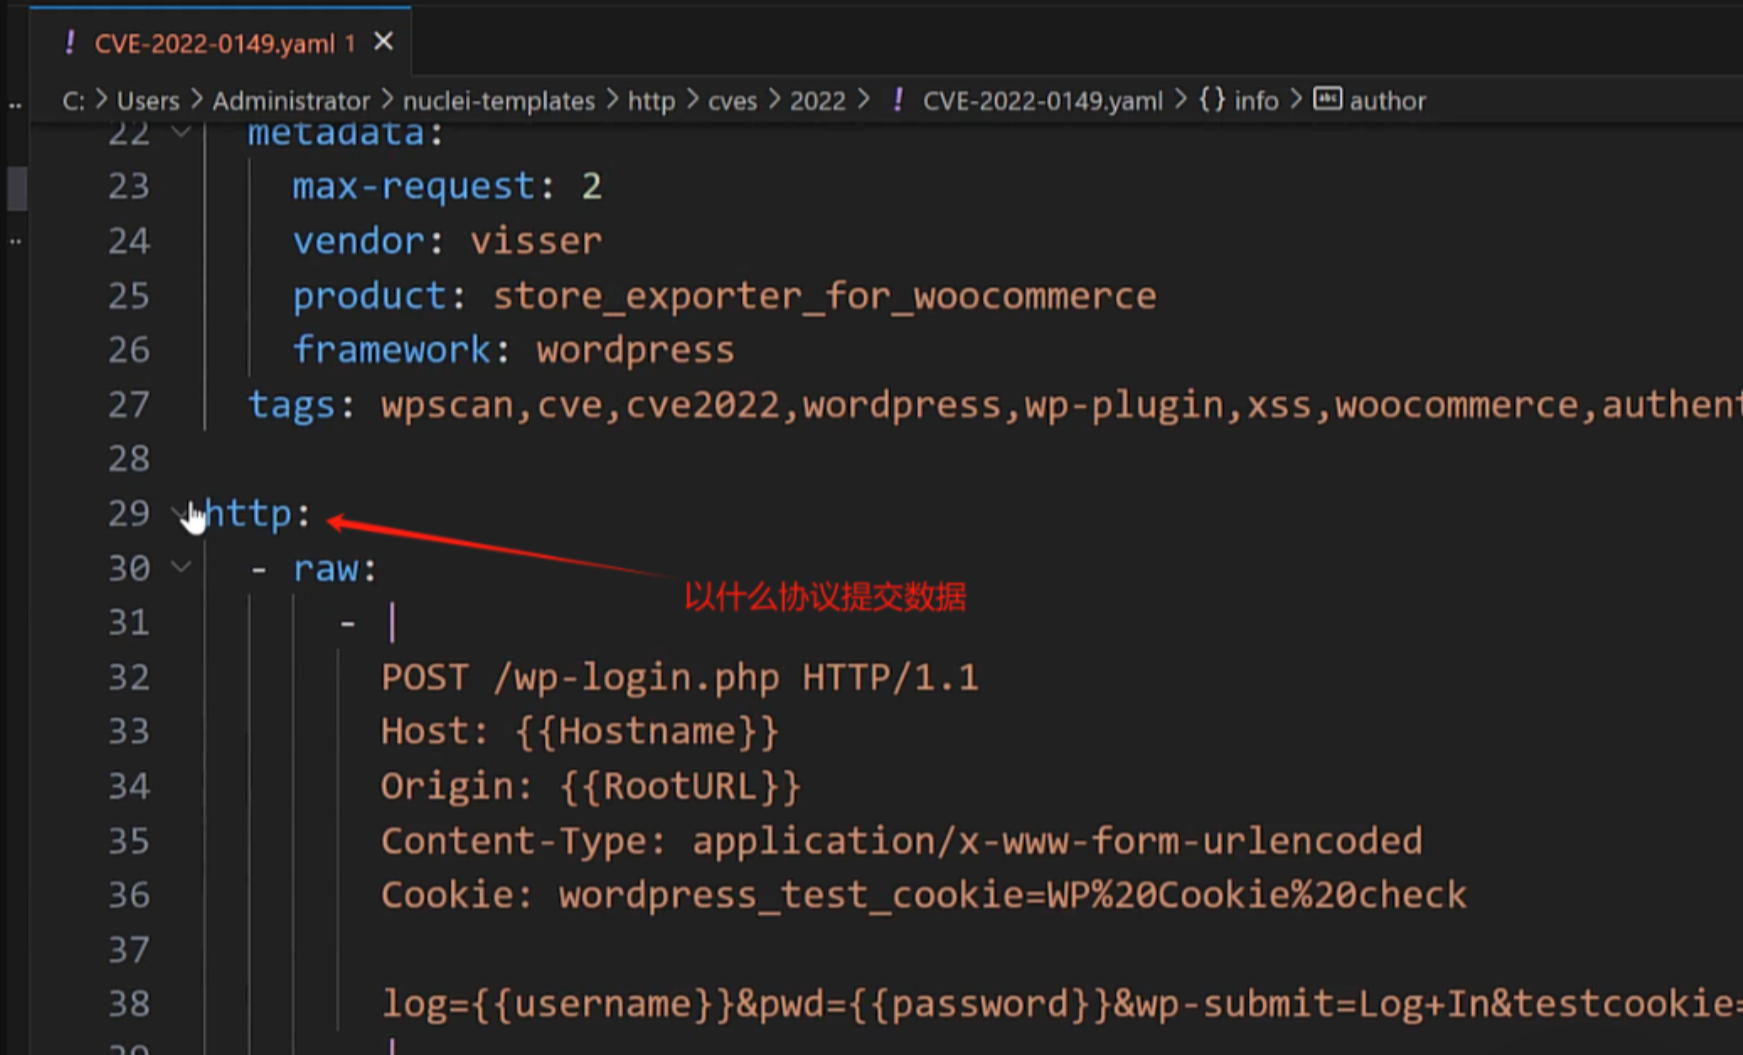 ! CVE-2022-0149.yaml 1 ×
C: > Users > Administrator > nuclei-templates > http > cves > 2022 > ! CVE-2022-0149.yaml > {} info > abc author
22 metadata:
23 max-request: 2
24 vendor: visser
25 product: store_exporter_for_woocommerce
26 framework: wordpress
27 tags: wpscan,cve,cve2022,wordpress,wp-plugin,xss,woocommerce,authent
28
29 http:
30 - raw:
以什么协议提交数据
31 - |
32 POST /wp-login.php HTTP/1.1
33 Host: {{Hostname}}
34 Origin: {{RootURL}}
35 Content-Type: application/x-www-form-urlencoded
36 Cookie: wordpress_test_cookie=WP%20Cookie%20check
37
38 log={{username}}&pwd={{password}}&wp-submit=Log+In&testcookie=
39